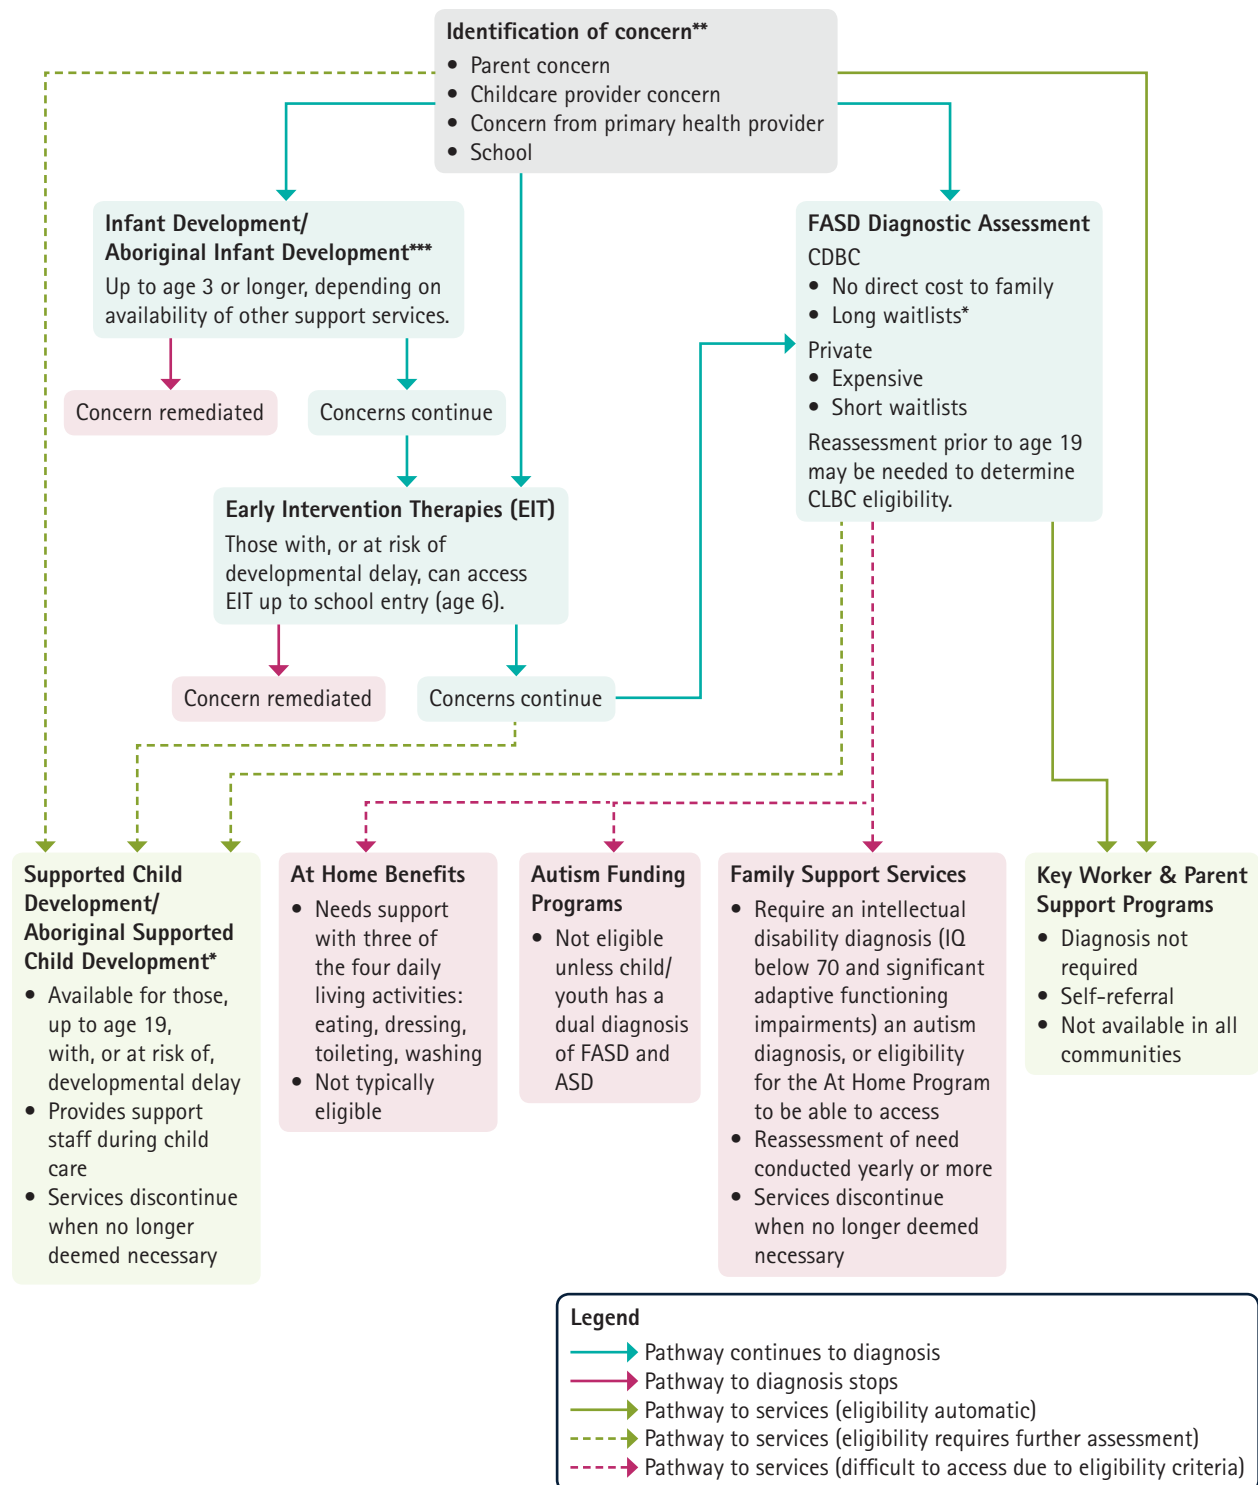 Identification of concern**
• Parent concern
• Childcare provider concern
• Concern from primary health provider
• School
Infant Development/
Aboriginal Infant Development***
Up to age 3 or longer, depending on
availability of other support services.
FASD Diagnostic Assessment
CDBC
• No direct cost to family
• Long waitlists*
Private
• Expensive
• Short waitlists
Reassessment prior to age 19
may be needed to determine
CLBC eligibility.
Concern remediated
Concerns continue
Early Intervention Therapies (EIT)
Those with, or at risk of
developmental delay, can access
EIT up to school entry (age 6).
Concern remediated
Concerns continue
Supported Child
Development/
Aboriginal Supported
Child Development*
• Available for those,
up to age 19,
with, or at risk of,
developmental delay
• Provides support
staff during child
care
• Services discontinue
when no longer
deemed necessary
At Home Benefits
• Needs support
with three of
the four daily
living activities:
eating, dressing,
toileting, washing
• Not typically
eligible
Autism Funding
Programs
• Not eligible
unless child/
youth has a
dual diagnosis
of FASD and
ASD
Family Support Services
• Require an intellectual
disability diagnosis (IQ
below 70 and significant
adaptive functioning
impairments) an autism
diagnosis, or eligibility
for the At Home Program
to be able to access
• Reassessment of need
conducted yearly or more
• Services discontinue
when no longer deemed
necessary
Key Worker & Parent
Support Programs
• Diagnosis not
required
• Self-referral
• Not available in all
communities
Legend
Pathway continues to diagnosis
Pathway to diagnosis stops
Pathway to services (eligibility automatic)
Pathway to services (eligibility requires further assessment)
Pathway to services (difficult to access due to eligibility criteria)